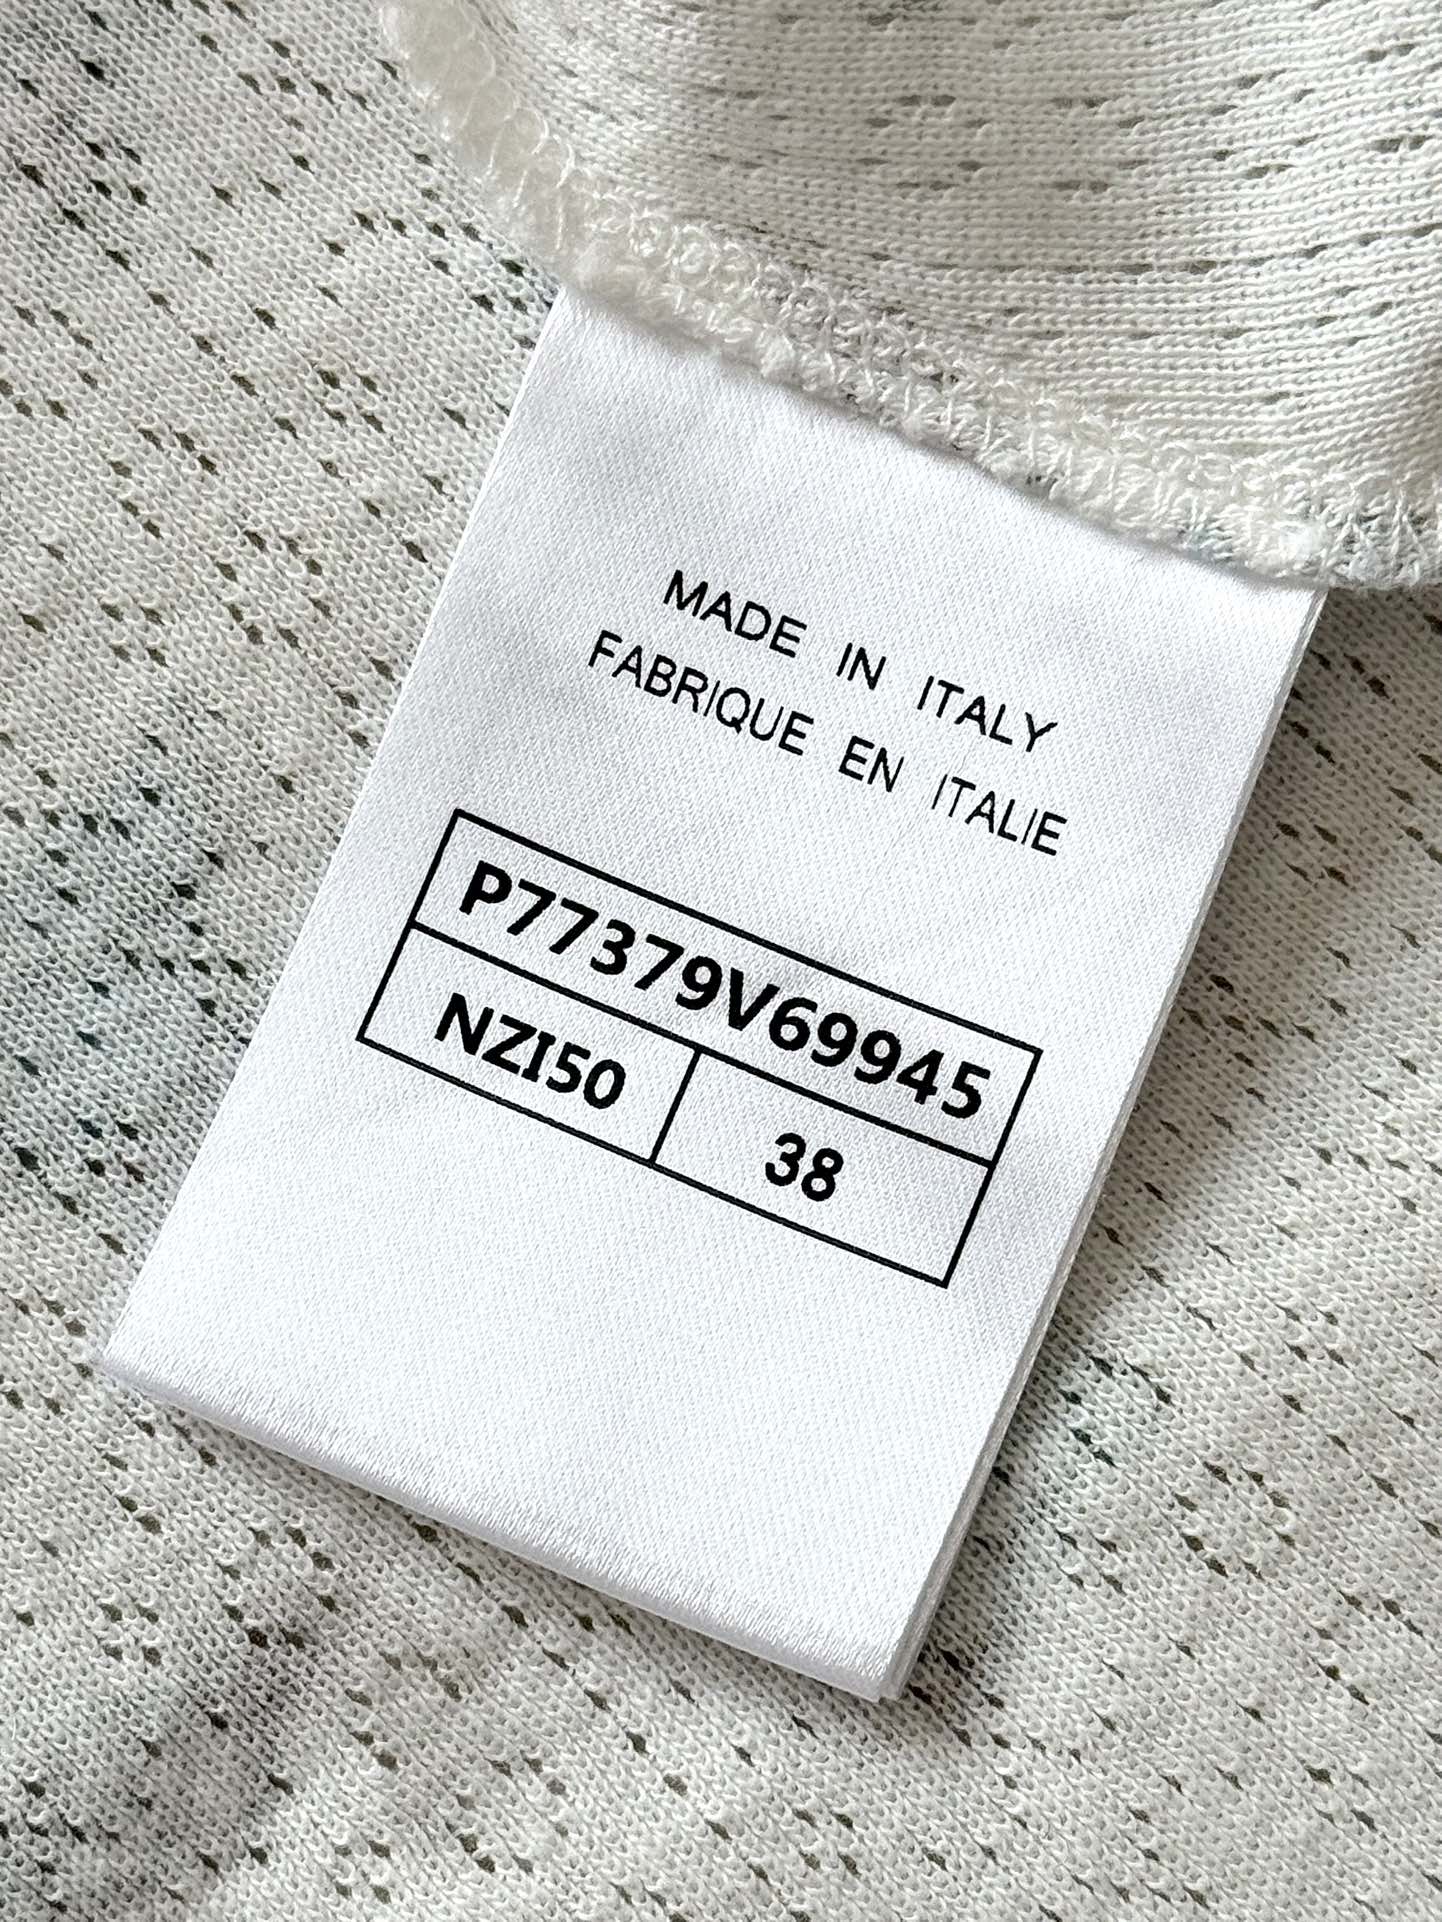 MADE IN ITALY
FABRIQUE EN ITALIE
P77379V69945
NZI50 38